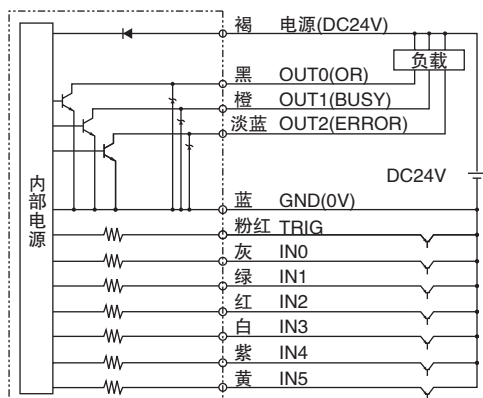 褐 电源(DC24V)
负载
黑 OUT0(OR)
橙 OUT1(BUSY)
淡蓝 OUT2(ERROR)
DC24V
内部电源
蓝 GND(0V)
粉红 TRIG
灰 IN0
绿 IN1
红 IN2
白 IN3
紫 IN4
黄 IN5